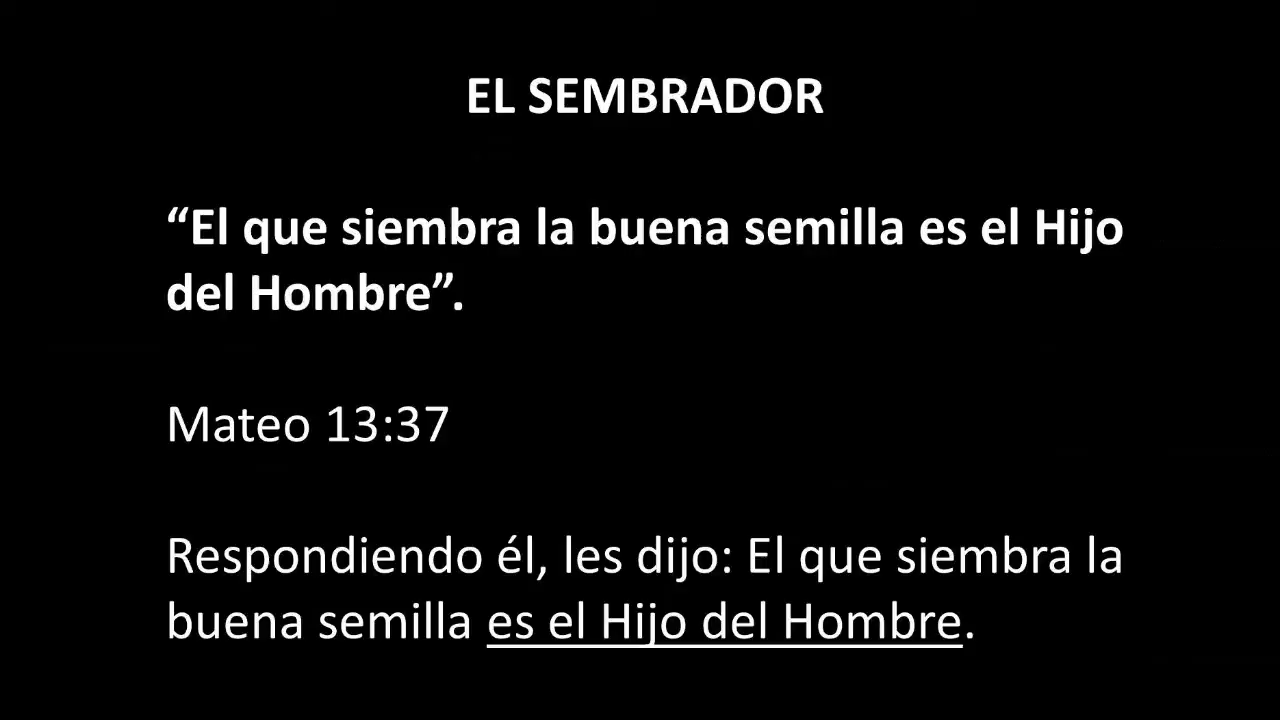 EL SEMBRADOR
“El que siembra la buena semilla es el Hijo
del Hombre”.
Mateo 13:37
Respondiendo él, les dijo: El que siembra la
buena semilla es el Hijo del Hombre.